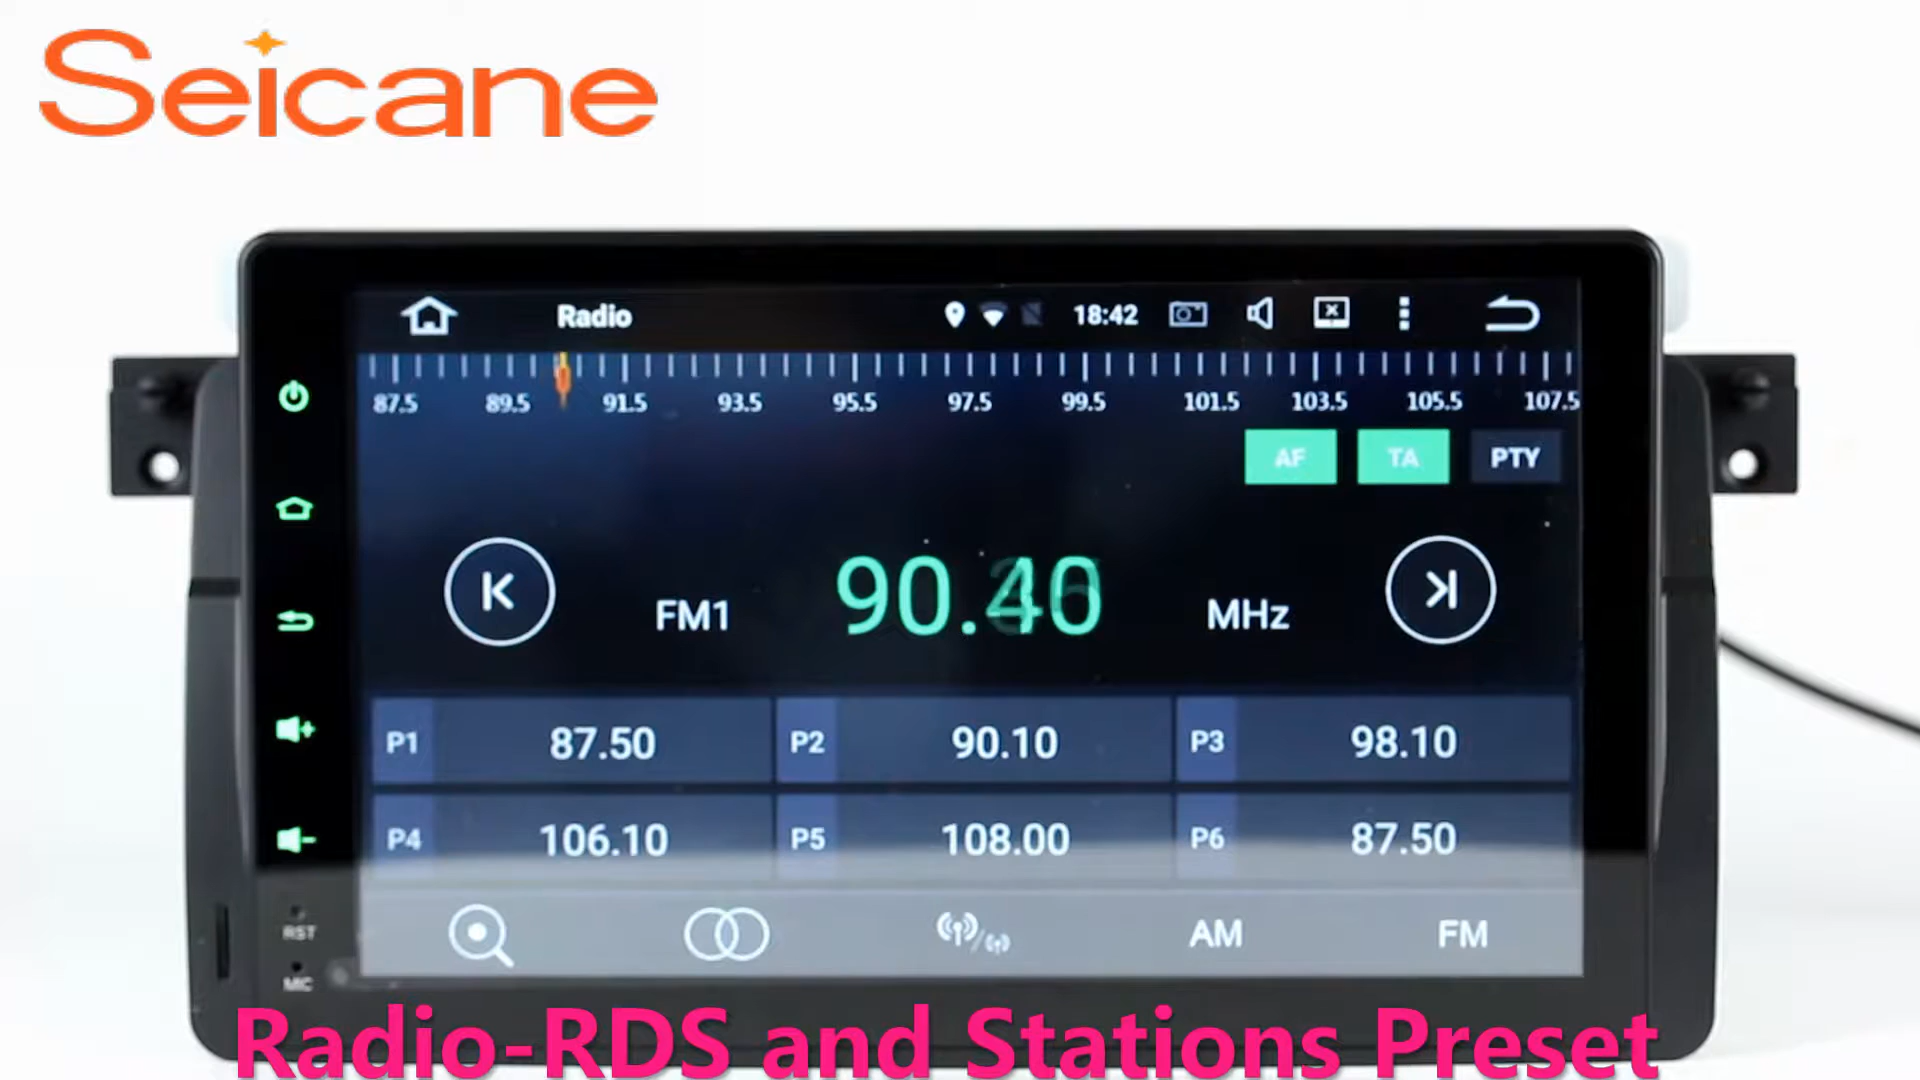 Seicane
Radio 18:42
87.5 89.5 91.5 93.5 95.5 97.5 99.5 101.5 103.5 105.5 107.5
AF TA PTY
FM1 90.40 MHz
P1 87.50 P2 90.10 P3 98.10
P4 106.10 P5 108.00 P6 87.50
AM FM
RST
MIC
Radio-RDS and Stations Preset